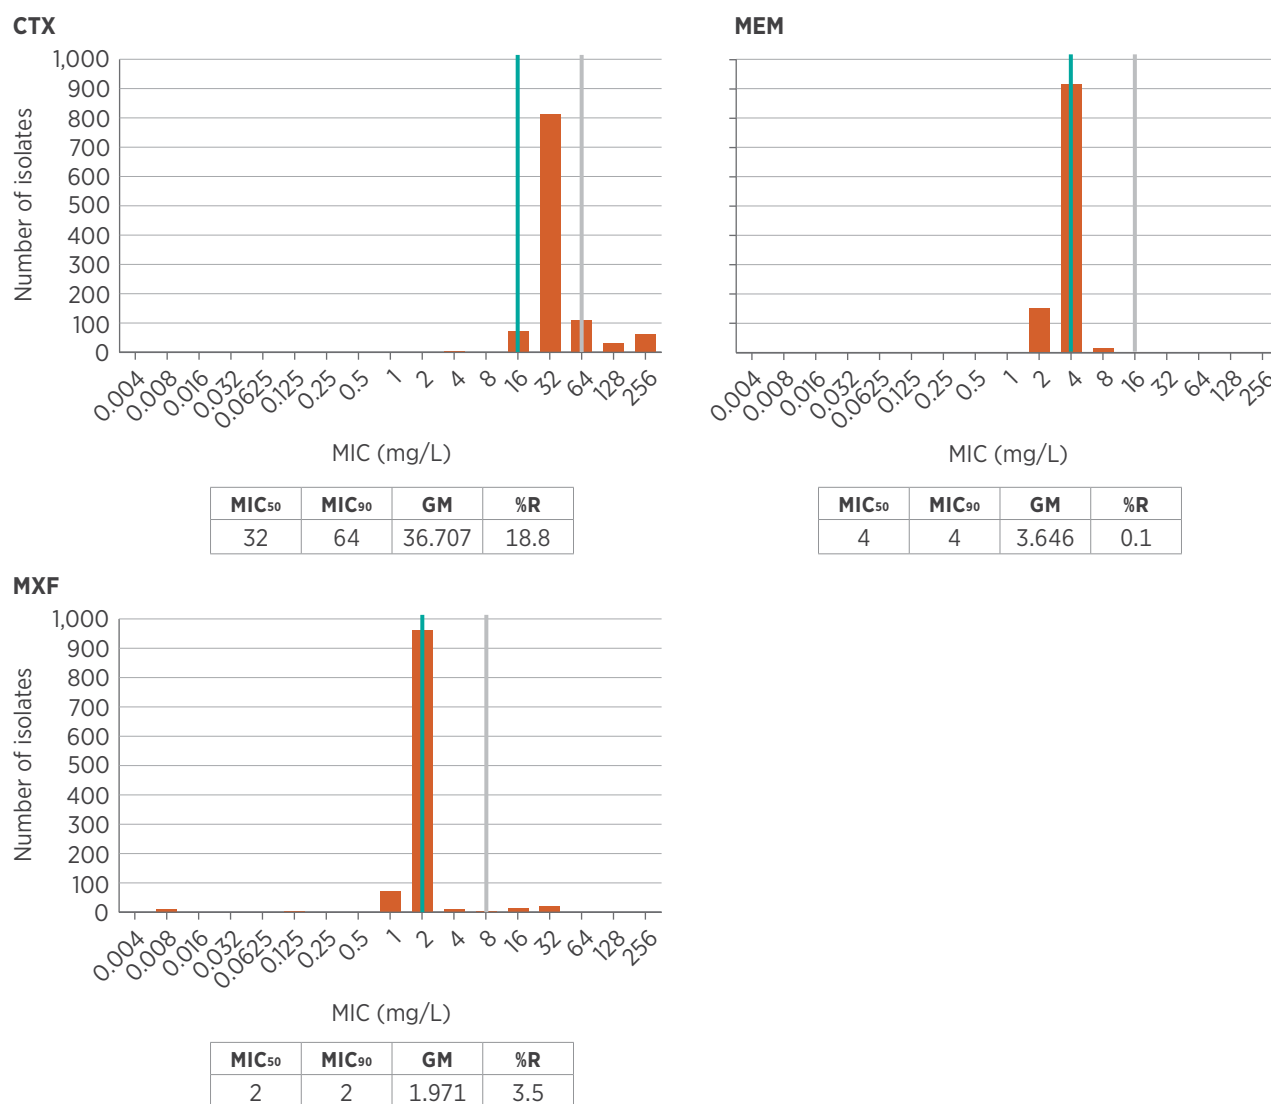 CTX
Number of isolates
1,000
900
800
700
600
500
400
300
200
100
0
0.004 0.008 0.016 0.032 0.0625 0.125 0.25 0.5 1 2 4 8 16 32 64 128 256
MIC (mg/L)
MIC50 MIC90 GM %R
32 64 36.707 18.8
MEM
0.004 0.008 0.016 0.032 0.0625 0.125 0.25 0.5 1 2 4 8 16 32 64 128 256
MIC (mg/L)
MIC50 MIC90 GM %R
4 4 3.646 0.1
MXF
Number of isolates
1,000
900
800
700
600
500
400
300
200
100
0
0.004 0.008 0.016 0.032 0.0625 0.125 0.25 0.5 1 2 4 8 16 32 64 128 256
MIC (mg/L)
MIC50 MIC90 GM %R
2 2 1.971 3.5